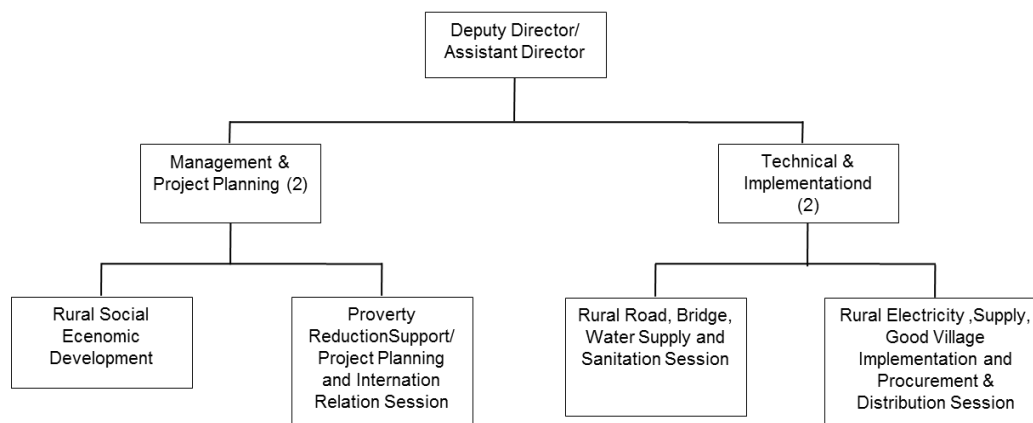 Deputy Director/
Assistant Director
Management &
Project Planning (2)
Technical &
Implementationd
(2)
Rural Social
Economic
Development
Proverty
ReductionSupport/
Project Planning
and Internation
Relation Session
Rural Road, Bridge,
Water Supply and
Sanitation Session
Rural Electricity ,Supply,
Good Village
Implementation and
Procurement &
Distribution Session